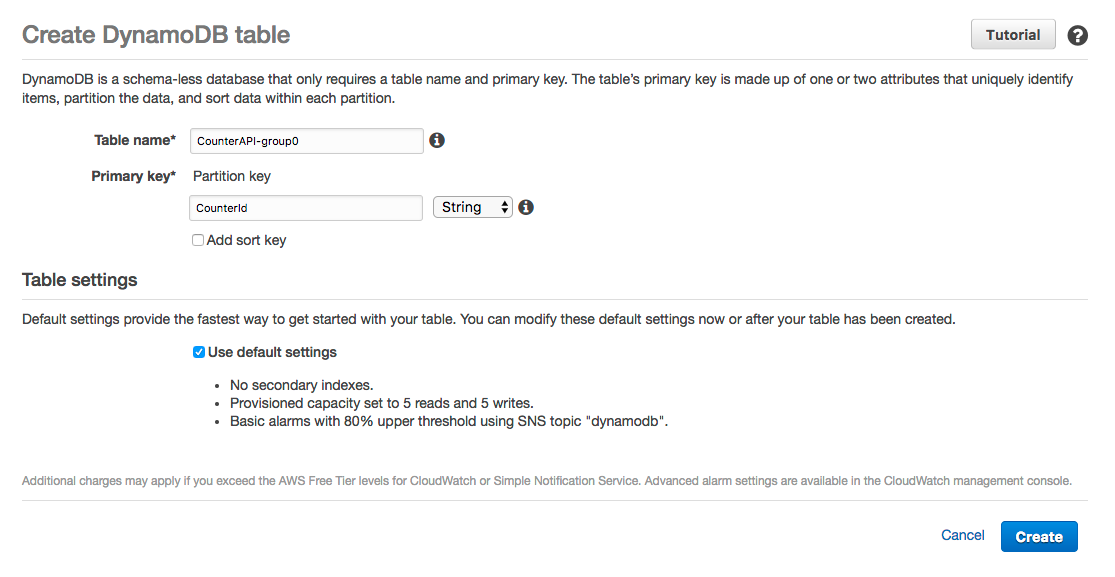 Create DynamoDB table
Tutorial
?
DynamoDB is a schema-less database that only requires a table name and primary key. The table's primary key is made up of one or two attributes that uniquely identify
items, partition the data, and sort data within each partition.
Table name* CounterAPI-group0
Primary key* Partition key
CounterId String
Add sort key
Table settings
Default settings provide the fastest way to get started with your table. You can modify these default settings now or after your table has been created.
Use default settings
• No secondary indexes.
• Provisioned capacity set to 5 reads and 5 writes.
• Basic alarms with 80% upper threshold using SNS topic "dynamodb".
Additional charges may apply if you exceed the AWS Free Tier levels for CloudWatch or Simple Notification Service. Advanced alarm settings are available in the CloudWatch management console.
Cancel Create